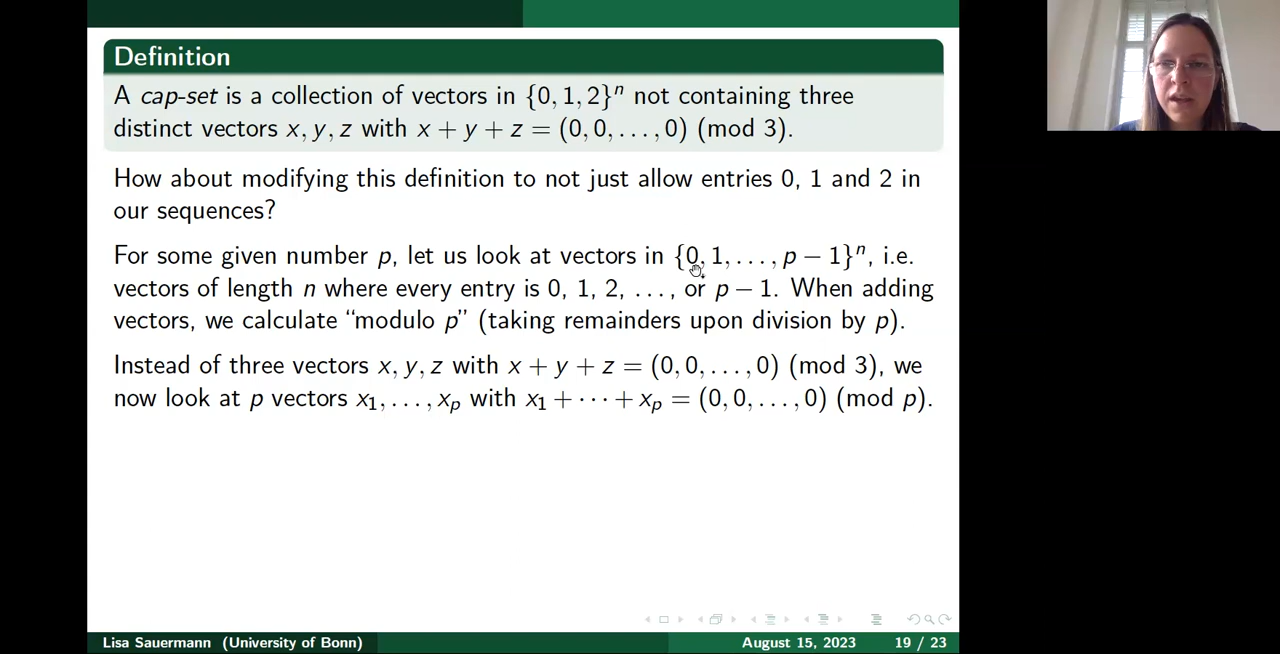 Definition
A cap-set is a collection of vectors in {0, 1, 2}ⁿ not containing three
distinct vectors x, y, z with x + y + z = (0, 0, . . . , 0) (mod 3).
How about modifying this definition to not just allow entries 0, 1 and 2 in
our sequences?
For some given number p, let us look at vectors in {0, 1, . . . , p − 1}ⁿ, i.e.
vectors of length n where every entry is 0, 1, 2, . . . , or p − 1. When adding
vectors, we calculate “modulo p” (taking remainders upon division by p).
Instead of three vectors x, y, z with x + y + z = (0, 0, . . . , 0) (mod 3), we
now look at p vectors x₁, . . . , xₚ with x₁ + · · · + xₚ = (0, 0, . . . , 0) (mod p).
Lisa Sauermann (University of Bonn) August 15, 2023 19 / 23